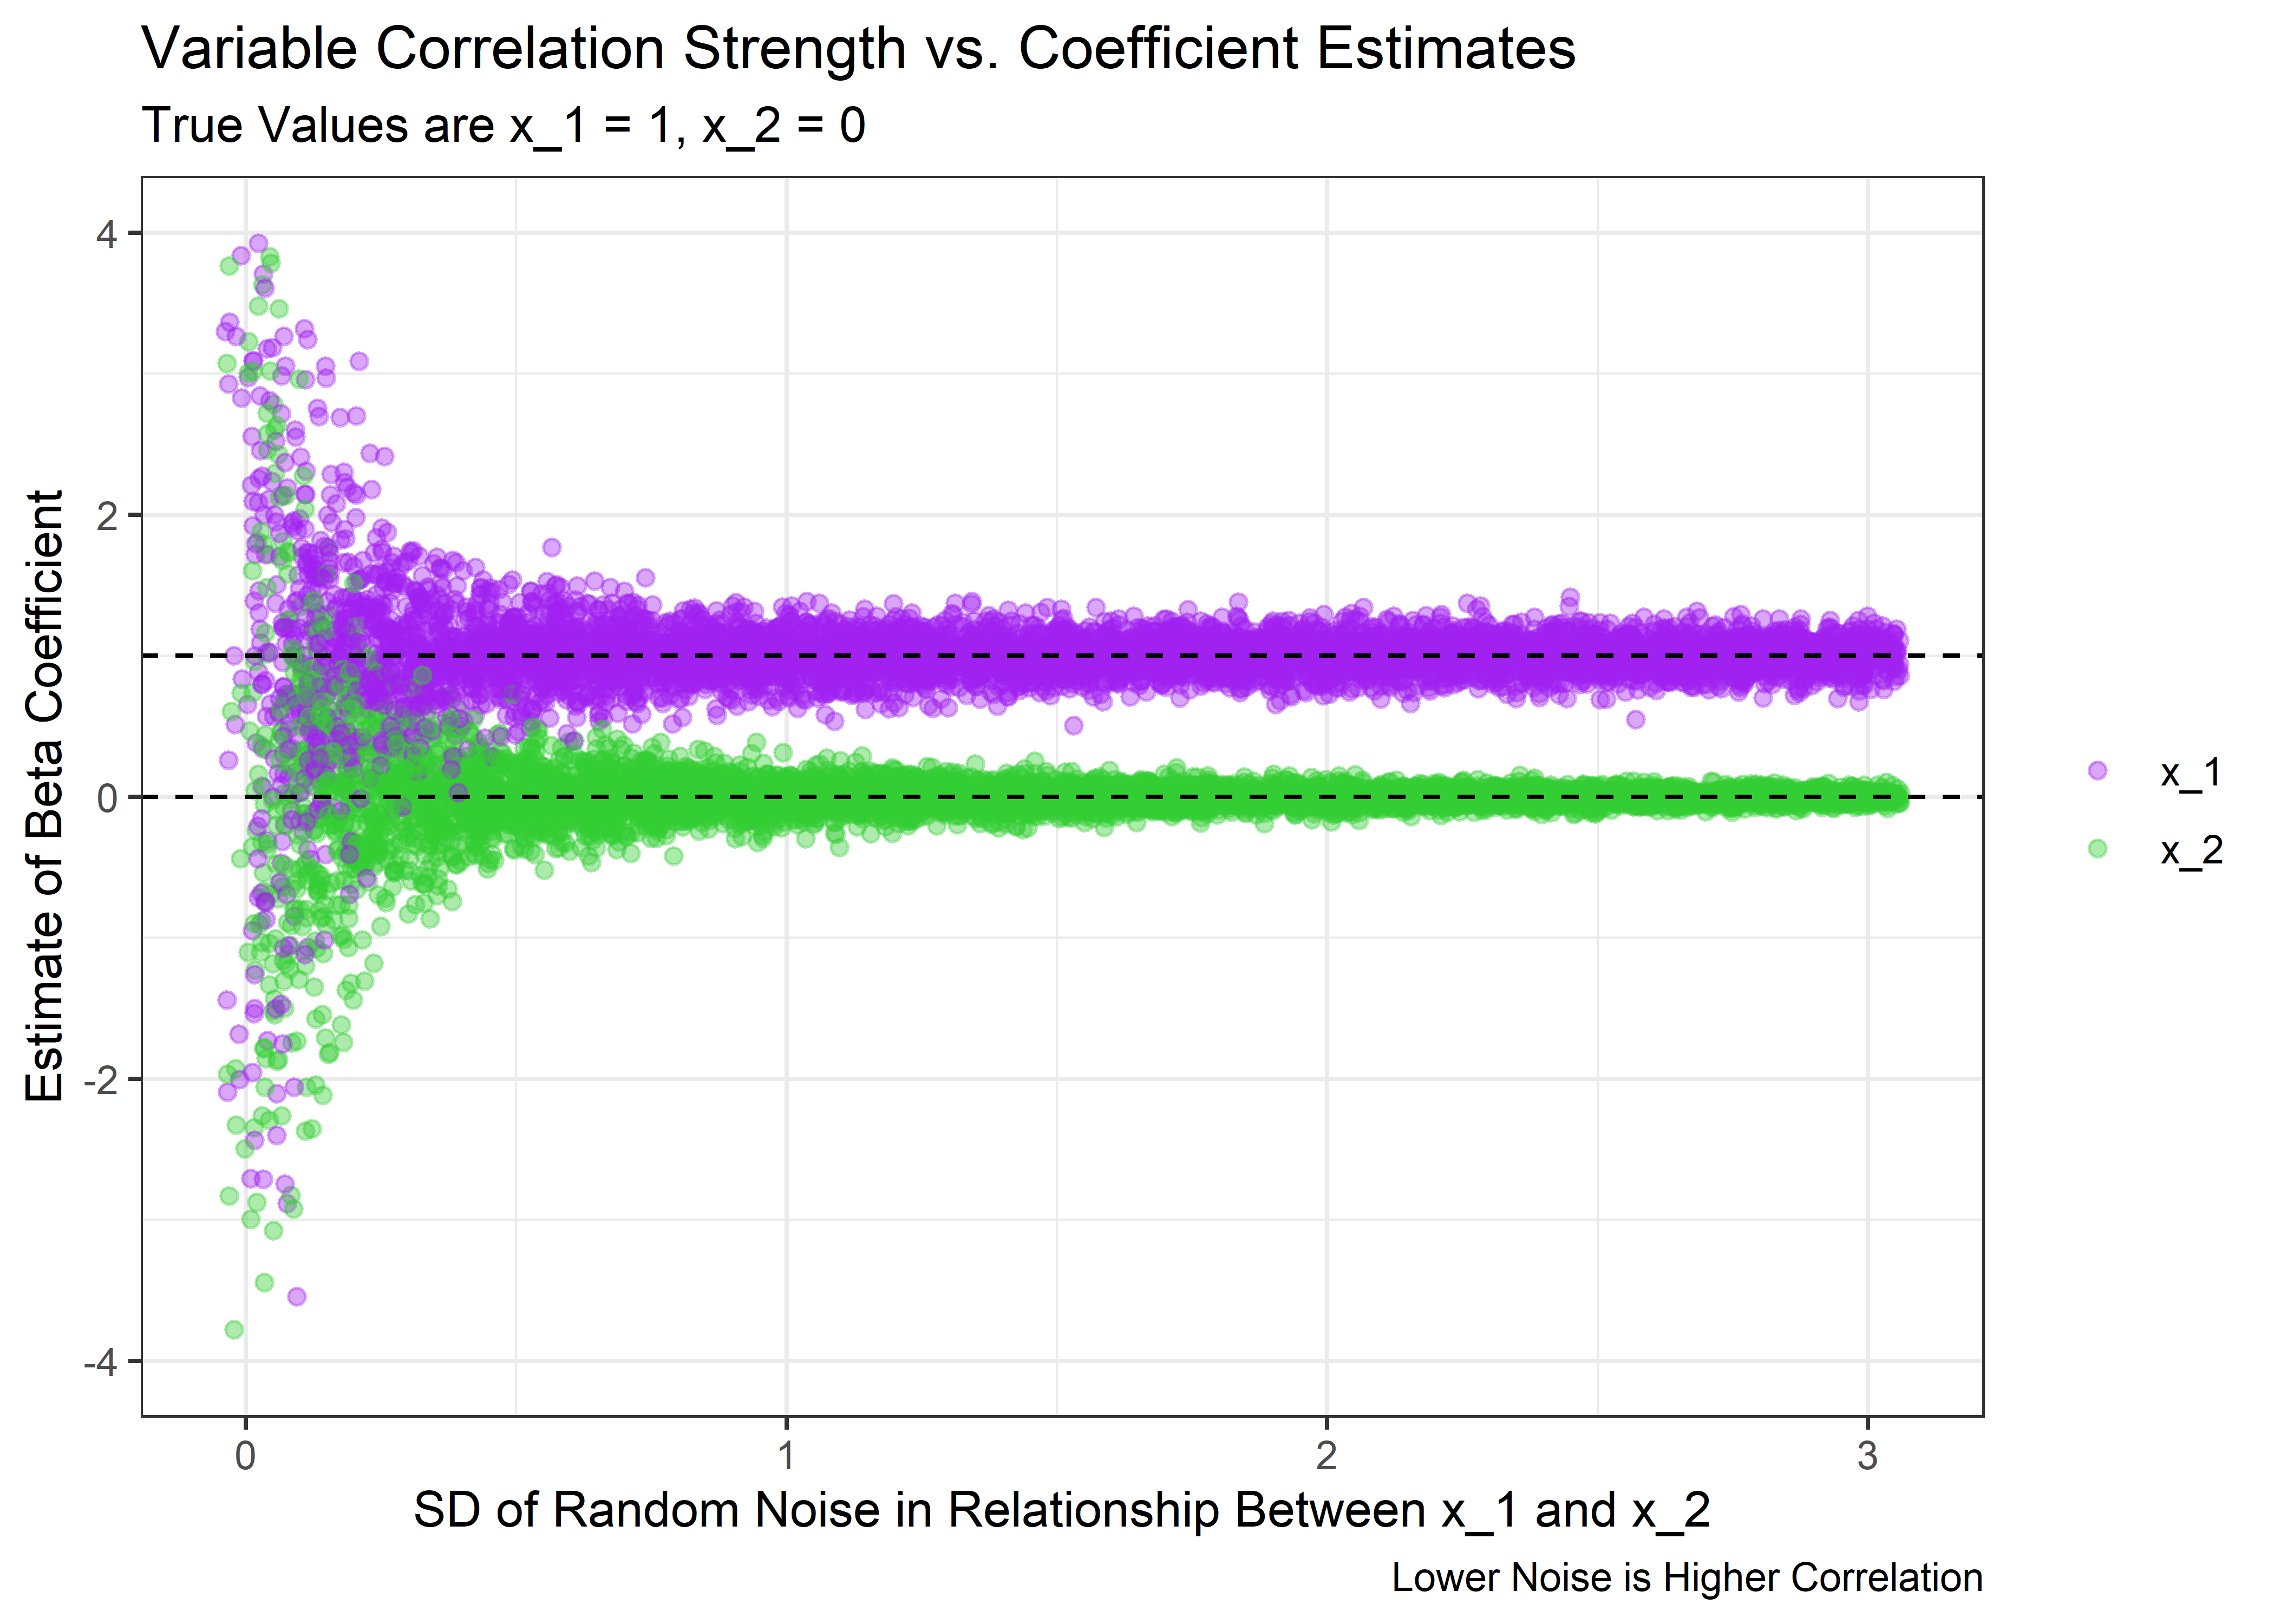 Variable Correlation Strength vs. Coefficient Estimates
True Values are x_1 = 1, x_2 = 0
Estimate of Beta Coefficient
4
2
0
-2
-4
0 1 2 3
SD of Random Noise in Relationship Between x_1 and x_2
Lower Noise is Higher Correlation
x_1
x_2